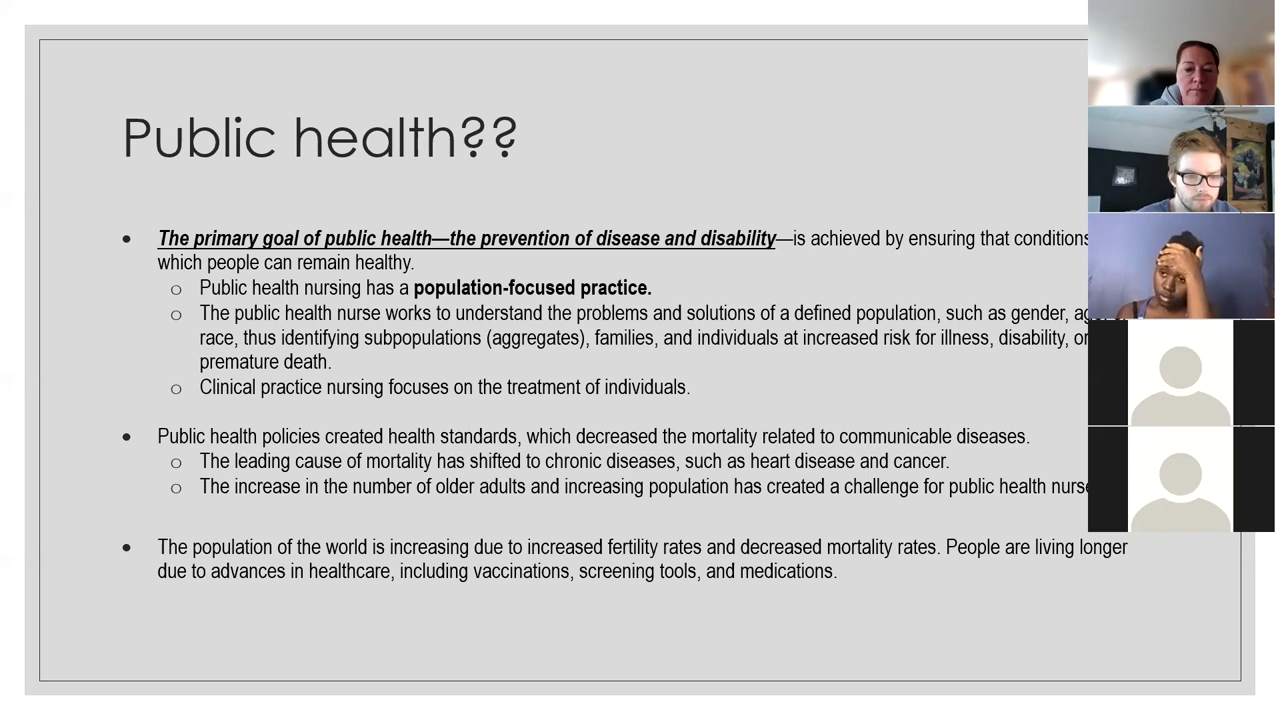 Public health??
The primary goal of public health—the prevention of disease and disability—is achieved by ensuring that conditions
which people can remain healthy.
Public health nursing has a population-focused practice.
The public health nurse works to understand the problems and solutions of a defined population, such as gender,
race, thus identifying subpopulations (aggregates), families, and individuals at increased risk for illness, disability, or
premature death.
Clinical practice nursing focuses on the treatment of individuals.
Public health policies created health standards, which decreased the mortality related to communicable diseases.
The leading cause of mortality has shifted to chronic diseases, such as heart disease and cancer.
The increase in the number of older adults and increasing population has created a challenge for public health
The population of the world is increasing due to increased fertility rates and decreased mortality rates. People are living longer
due to advances in healthcare, including vaccinations, screening tools, and medications.